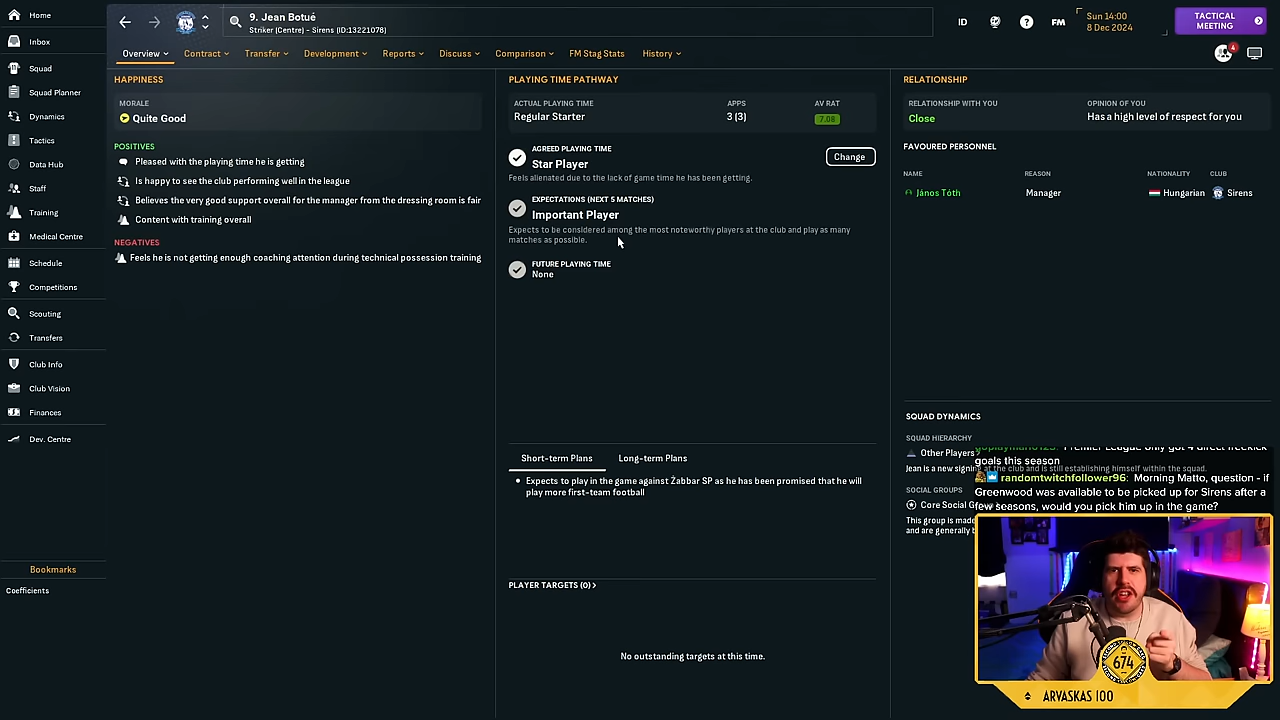 Home
Inbox
Squad
Squad Planner
Dynamics
Tactics
Data Hub
Staff
Training
Medical Centre
Schedule
Competitions
Scouting
Transfers
Club Info
Club Vision
Finances
Dev. Centre
Bookmarks
Coefficients
9. Jean Botué
Striker (Centre) - Sirens (ID:13221078)
ID
FM
Sun 14:00
8 Dec 2024
TACTICAL MEETING
4
Overview
Contract
Transfer
Development
Reports
Discuss
Comparison
FM Stag Stats
History
HAPPINESS
MORALE
Quite Good
POSITIVES
Pleased with the playing time he is getting
Is happy to see the club performing well in the league
Believes the very good support overall for the manager from the dressing room is fair
Content with training overall
NEGATIVES
Feels he is not getting enough coaching attention during technical possession training
PLAYING TIME PATHWAY
ACTUAL PLAYING TIME
Regular Starter
APPS
3 (3)
AV RAT
7.08
AGREED PLAYING TIME
Star Player
Change
Feels alienated due to the lack of game time he has been getting.
EXPECTATIONS (NEXT 5 MATCHES)
Important Player
Expects to be considered among the most noteworthy players at the club and play as many
matches as possible.
FUTURE PLAYING TIME
None
Short-term Plans
Long-term Plans
Expects to play in the game against Żabbar SP as he has been promised that he will
play more first-team football
PLAYER TARGETS (0)
No outstanding targets at this time.
RELATIONSHIP
RELATIONSHIP WITH YOU
Close
OPINION OF YOU
Has a high level of respect for you
FAVOURED PERSONNEL
NAME
REASON
NATIONALITY
CLUB
János Tóth
Manager
Hungarian
Sirens
SQUAD DYNAMICS
SQUAD HIERARCHY
Other Players
Premier League only got 4 direct freekick
goals this season
Jean is a new signing at the club and is still establishing himself within the squad.
randomtwitchfollower96: Morning Matto, question - if
Greenwood was available to be picked up for Sirens after a
few seasons, would you pick him up in the game?
SOCIAL GROUPS
Core Social
This group is made
and are generally
674
ARVASKAS 100